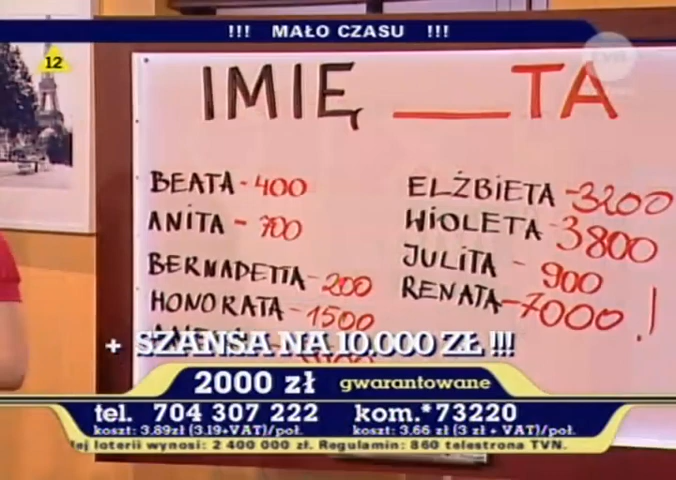 !!! MAŁO CZASU !!!
12
TVN
IMIĘ ___TA
BEATA - 400
ANITA - 700
BERNADETTA - 200
HONORATA - 1500
ELŻBIETA - 3200
WIOLETA - 3800
JULITA - 900
RENATA - 7000!
+ SZANSA NA 10.000 ZŁ !!!
2000 zł gwarantowane
tel. 704 307 222 kom.*73220
koszt: 3.89zł (3.19+VAT)/poł. koszt: 3.66 zł (3 zł + VAT)/poł.
loterii wynosi: 2 400 000 zł. Regulamin: 860 telestrona TVN.